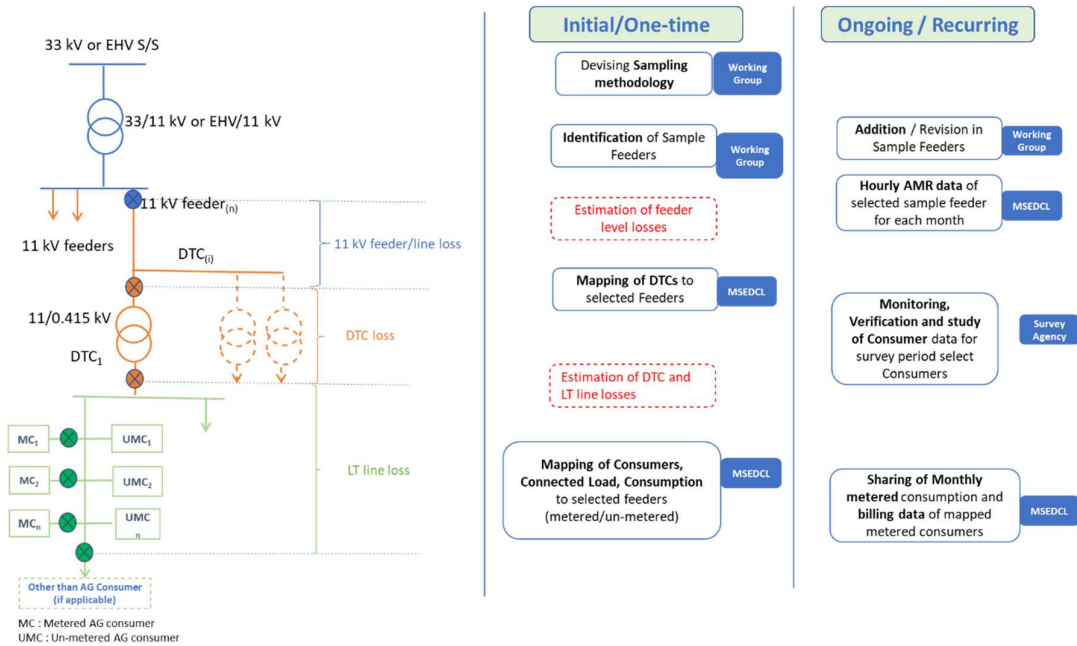 33 kV or EHV S/S
33/11 kV or EHV/11 kV
11 kV feeder(n)
11 kV feeders
11 kV feeder/line loss
DTC(i)
11/0.415 kV
DTC1
DTC loss
MC1
UMC1
MC2
UMC2
MCn
UMC
n
LT line loss
Other than AG Consumer
(if applicable)
MC : Metered AG consumer
UMC : Un-metered AG consumer
Initial/One-time
Devising Sampling
methodology
Working
Group
Identification of Sample
Feeders
Working
Group
Estimation of feeder
level losses
Mapping of DTCs to
selected Feeders
MSEDCL
Estimation of DTC and
LT line losses
Mapping of Consumers,
Connected Load, Consumption
to selected feeders
(metered/un-metered)
MSEDCL
Ongoing / Recurring
Addition / Revision in
Sample Feeders
Working
Group
Hourly AMR data of
selected sample feeder
for each month
MSEDCL
Monitoring,
Verification and study
of Consumer data for
survey period select
Consumers
Survey
Agency
Sharing of Monthly
metered consumption and
billing data of mapped
metered consumers
MSEDCL